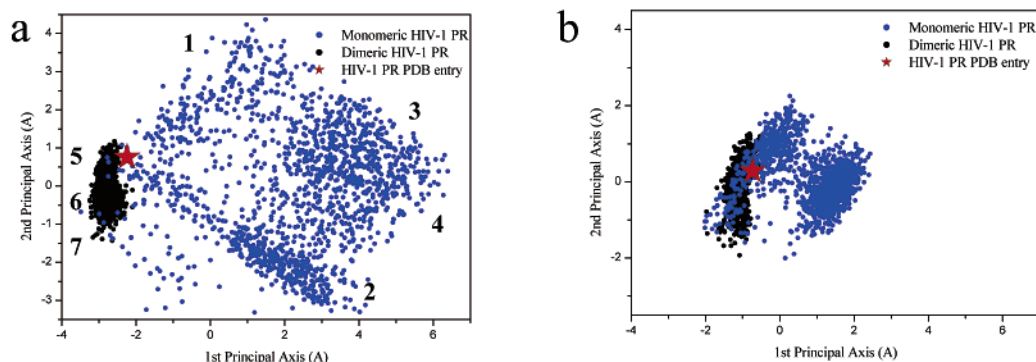 a
Monomeric HIV-1 PR
Dimeric HIV-1 PR
HIV-1 PR PDB entry
1
3
5
6
4
7
2
4
3
2
1
0
-1
-2
-3
2nd Principal Axis (A)
-4 -2 0 2 4 6
1st Principal Axis (A)
b
Monomeric HIV-1 PR
Dimeric HIV-1 PR
HIV-1 PR PDB entry
4
2
0
-2
2nd Principal Axis (A)
-4 -2 0 2 4 6
1st Principal Axis (A)